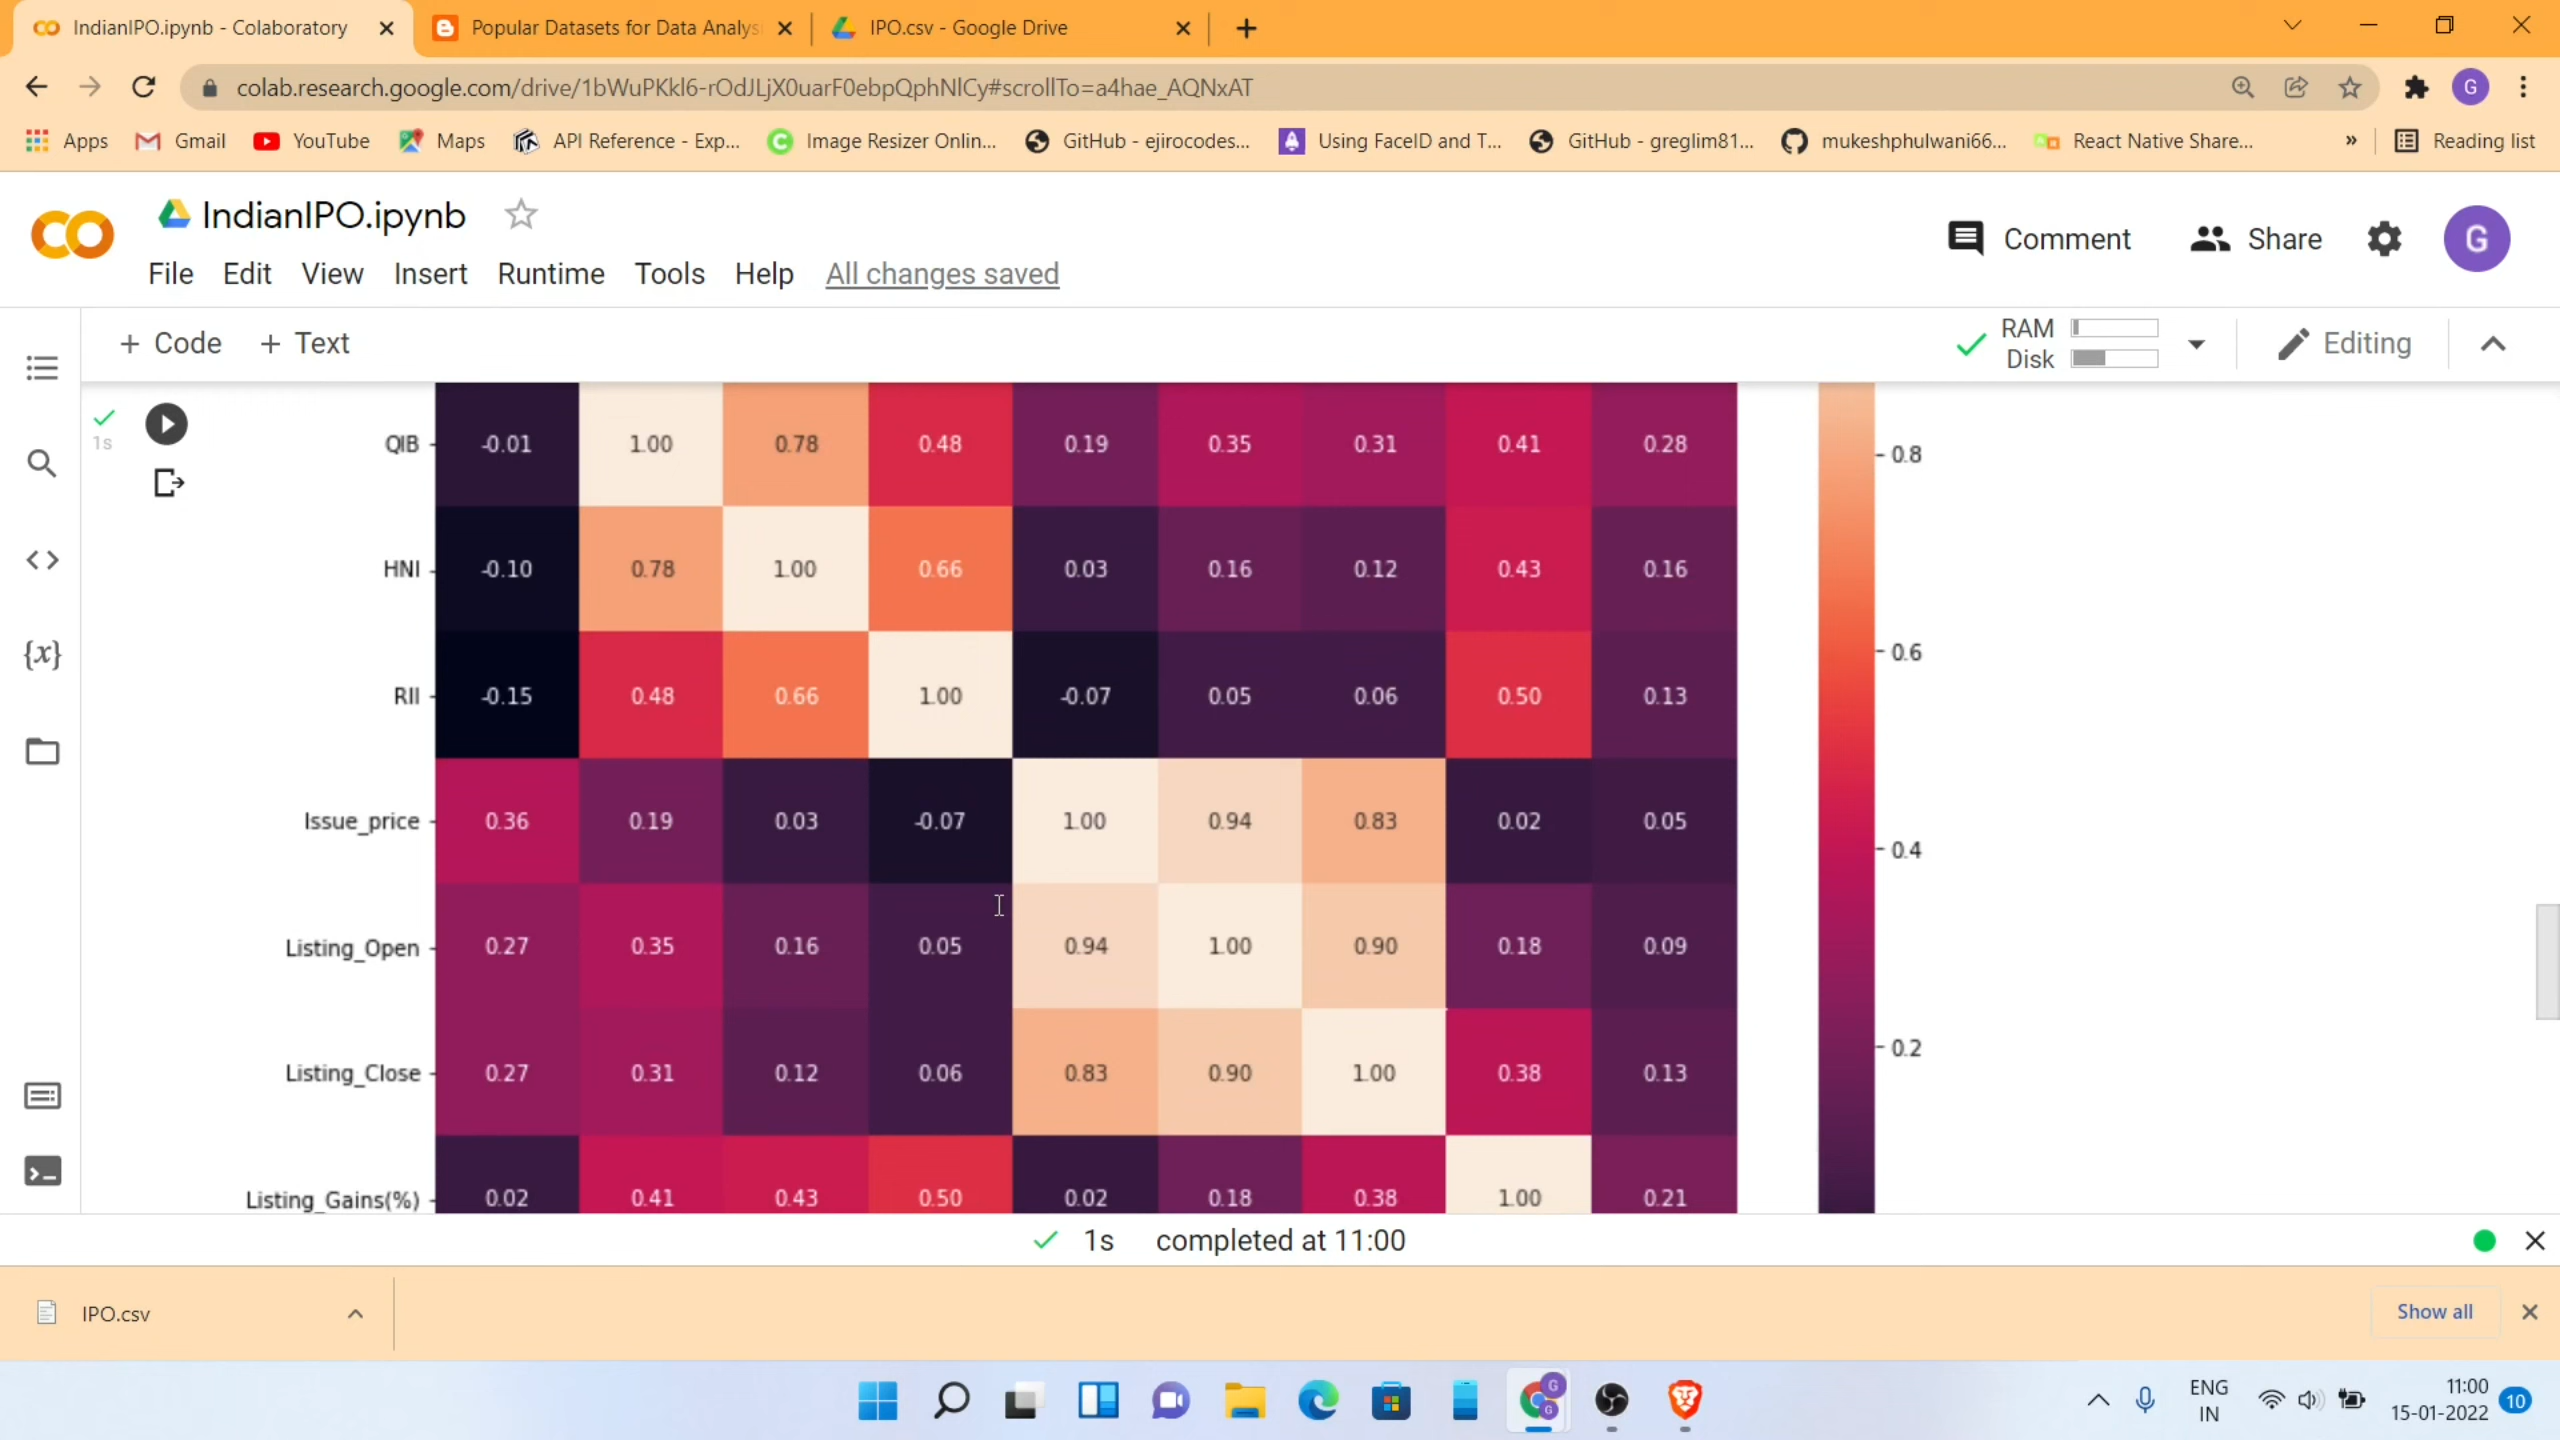 IndianIPO.ipynb - Colaboratory
Popular Datasets for Data Analys
IPO.csv - Google Drive
colab.research.google.com/drive/1bWuPKkl6-rOdJLjX0uarF0ebpQphNlCy#scrollTo=a4hae_AQNxAT
G
Apps Gmail YouTube Maps API Reference - Exp... Image Resizer Onlin... GitHub - ejirocodes... Using FaceID and T... GitHub - greglim81... mukeshphulwani66... React Native Share... » Reading list
IndianIPO.ipynb
File Edit View Insert Runtime Tools Help All changes saved
Comment Share G
+ Code + Text
RAM
Disk
Editing
1s
QIB -0.01 1.00 0.78 0.48 0.19 0.35 0.31 0.41 0.28
HNI -0.10 0.78 1.00 0.66 0.03 0.16 0.12 0.43 0.16
RII -0.15 0.48 0.66 1.00 -0.07 0.05 0.06 0.50 0.13
Issue_price 0.36 0.19 0.03 -0.07 1.00 0.94 0.83 0.02 0.05
Listing_Open 0.27 0.35 0.16 0.05 0.94 1.00 0.90 0.18 0.09
Listing_Close 0.27 0.31 0.12 0.06 0.83 0.90 1.00 0.38 0.13
Listing_Gains(%) 0.02 0.41 0.43 0.50 0.02 0.18 0.38 1.00 0.21
0.8
0.6
0.4
0.2
{x}
1s completed at 11:00
IPO.csv
Show all
ENG
IN
11:00
15-01-2022
10